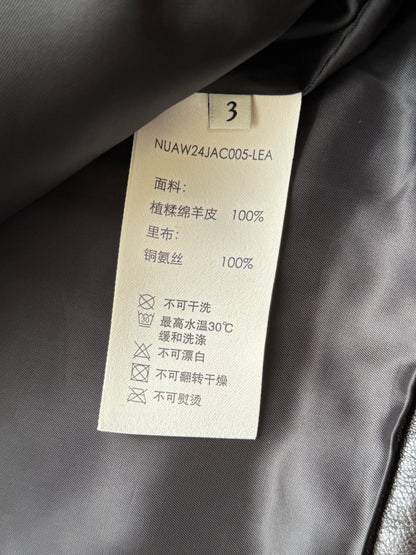 3
NUAW24JAC005-LEA
面料：
植糅绵羊皮 100%
里布：
铜氨丝 100%
不可干洗
30 最高水温30℃
缓和洗涤
不可漂白
不可翻转干燥
不可熨烫